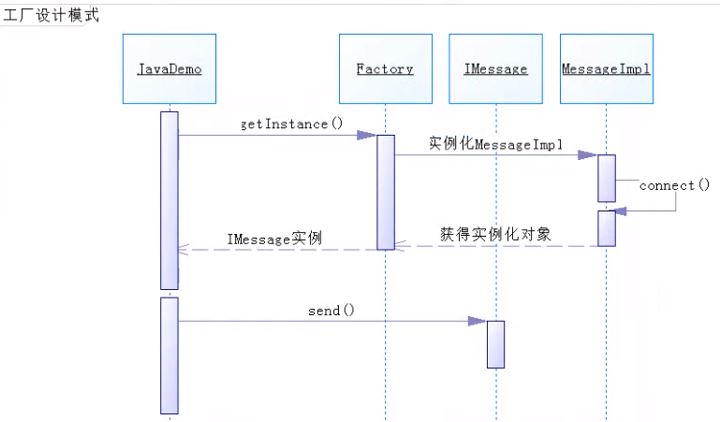 工厂设计模式
JavaDemo
Factory
IMessage
MessageImpl
getInstance()
实例化MessageImpl
connect()
获得实例化对象
IMessage实例
send()